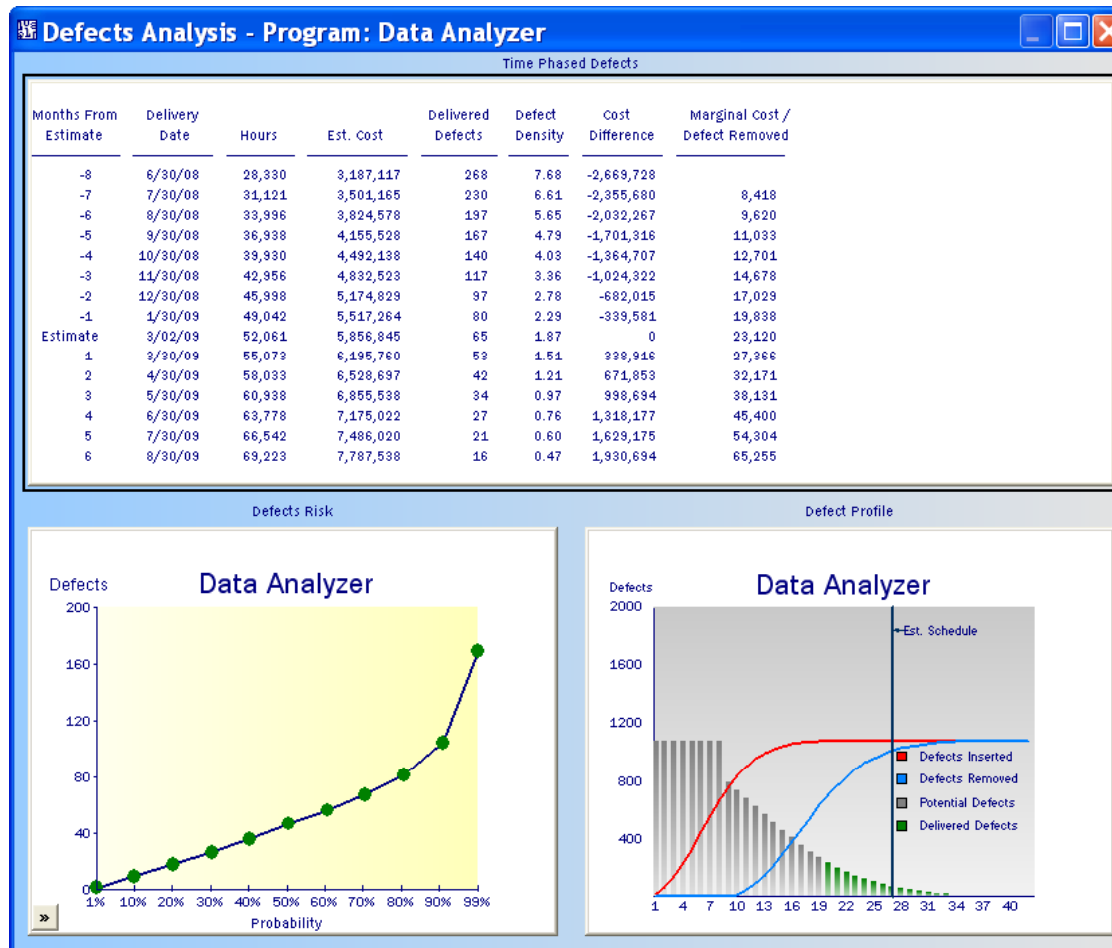 Defects Analysis - Program: Data Analyzer
Time Phased Defects
Months From Delivery Delivered Defect Cost Marginal Cost /
Estimate Date Hours Est. Cost Defects Density Difference Defect Removed
-8 6/30/08 28,330 3,187,117 268 7.68 -2,669,728
-7 7/30/08 31,121 3,501,165 230 6.61 -2,355,680 8,418
-6 8/30/08 33,996 3,824,578 197 5.65 -2,032,267 9,620
-5 9/30/08 36,938 4,155,528 167 4.79 -1,701,316 11,033
-4 10/30/08 39,930 4,492,138 140 4.03 -1,364,707 12,701
-3 11/30/08 42,956 4,832,523 117 3.36 -1,024,322 14,678
-2 12/30/08 45,998 5,174,829 97 2.78 -682,015 17,029
-1 1/30/09 49,042 5,517,264 80 2.29 -339,581 19,838
Estimate 3/02/09 52,061 5,856,845 65 1.87 0 23,120
1 3/30/09 55,073 6,195,760 53 1.51 338,916 27,366
2 4/30/09 58,033 6,528,697 42 1.21 671,853 32,171
3 5/30/09 60,938 6,855,538 34 0.97 998,694 38,131
4 6/30/09 63,778 7,175,022 27 0.76 1,318,177 45,400
5 7/30/09 66,542 7,486,020 21 0.60 1,629,175 54,304
6 8/30/09 69,223 7,787,538 16 0.47 1,930,694 65,255
Defects Risk
Defects
Data Analyzer
200
160
120
80
40
0
1% 10% 20% 30% 40% 50% 60% 70% 80% 90% 99%
Probability
»
Defect Profile
Defects
Data Analyzer
2000
Est. Schedule
1600
1200
Defects Inserted
800
Defects Removed
Potential Defects
400
Delivered Defects
1 4 7 10 13 16 19 22 25 28 31 34 37 40